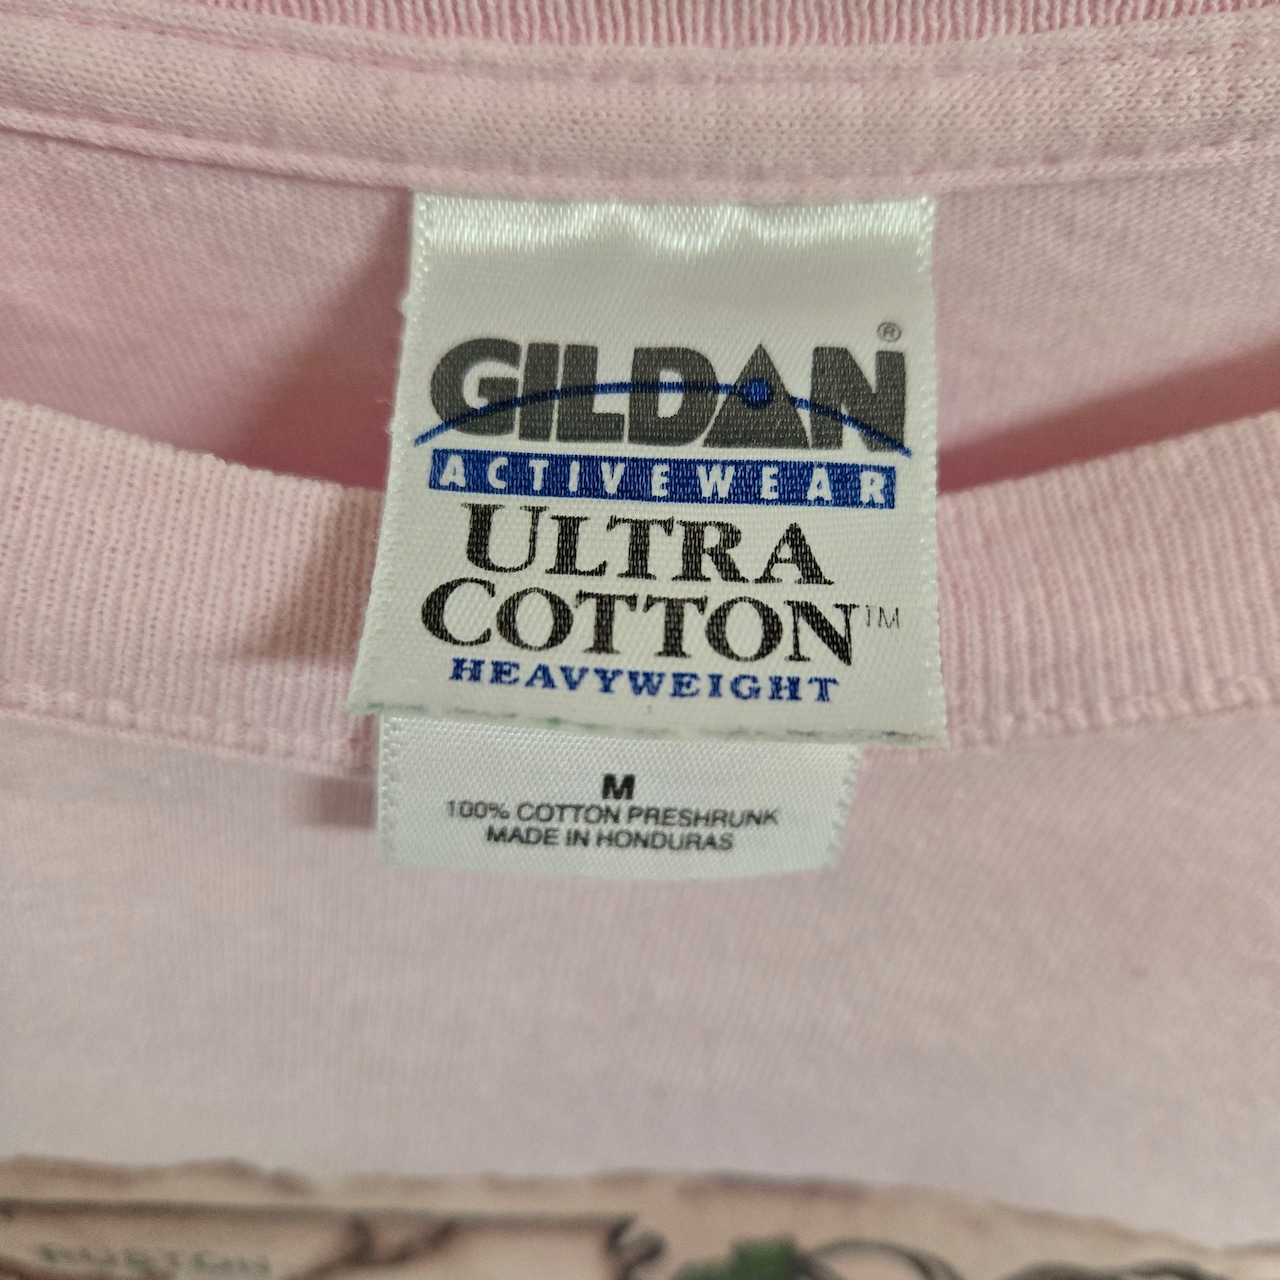 GILDAN®
ACTIVEWEAR
ULTRA
COTTON™
HEAVYWEIGHT
M
100% COTTON PRESHRUNK
MADE IN HONDURAS